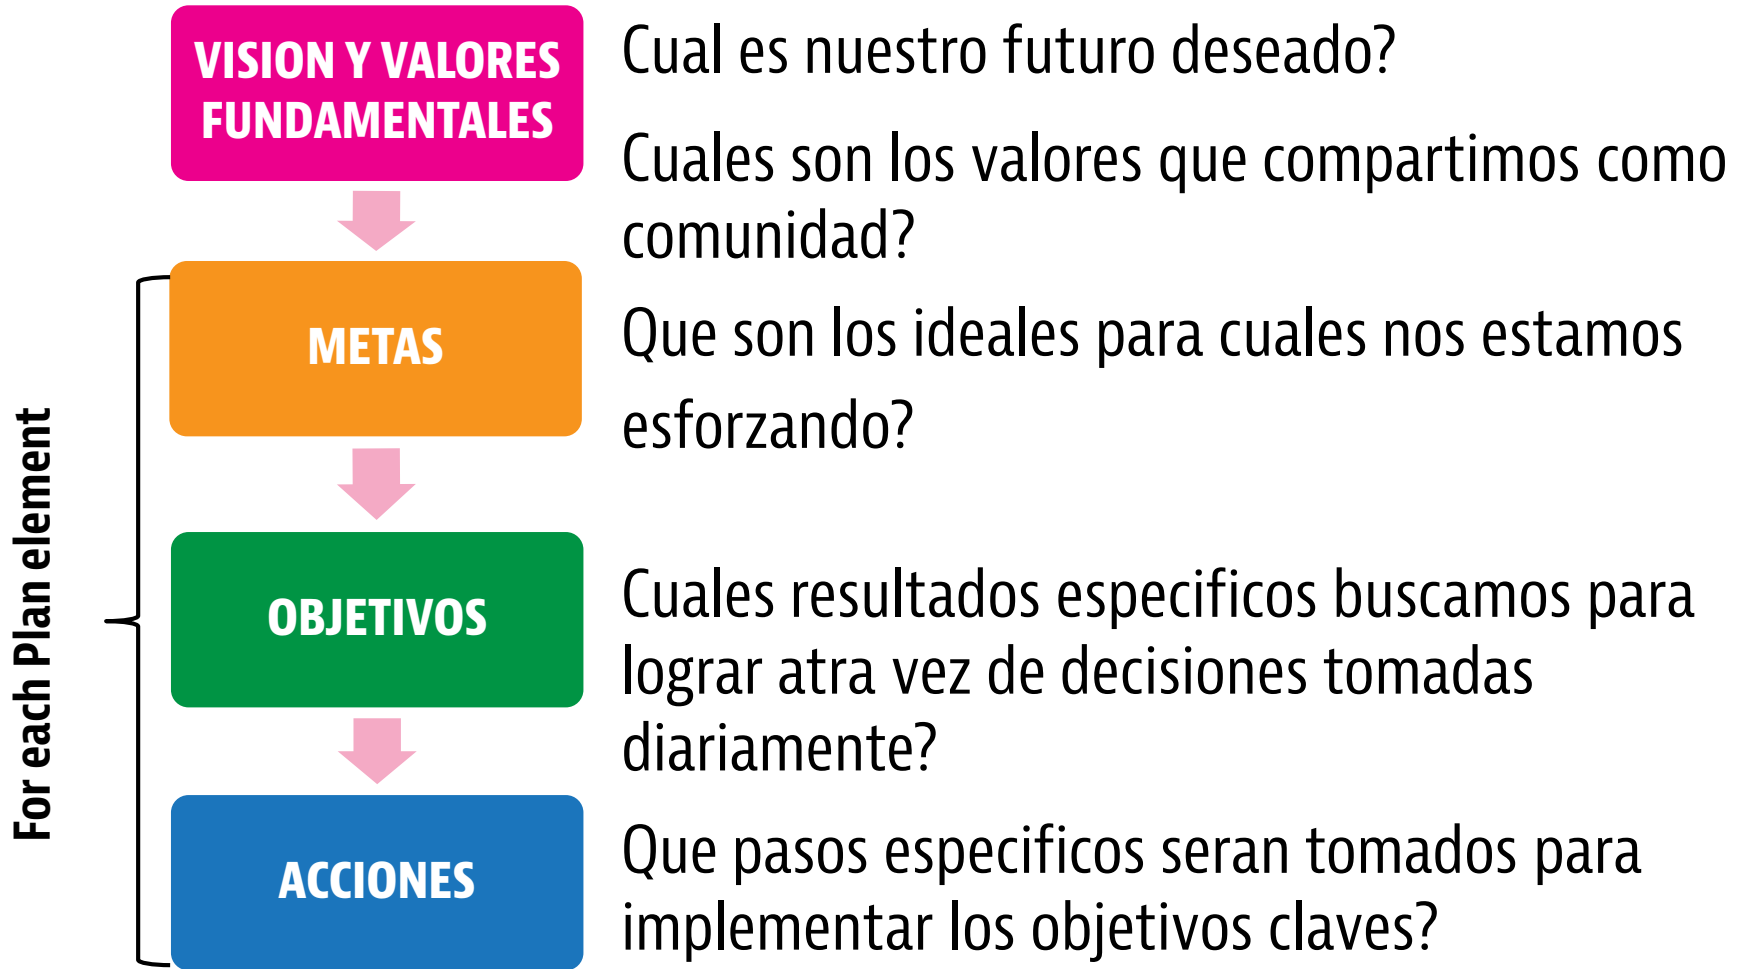 VISION Y VALORES
FUNDAMENTALES
Cual es nuestro futuro deseado?
Cuales son los valores que compartimos como
comunidad?
METAS
Que son los ideales para cuales nos estamos
esforzando?
For each Plan element
OBJETIVOS
Cuales resultados especificos buscamos para
lograr atra vez de decisiones tomadas
diariamente?
ACCIONES
Que pasos especificos seran tomados para
implementar los objetivos claves?